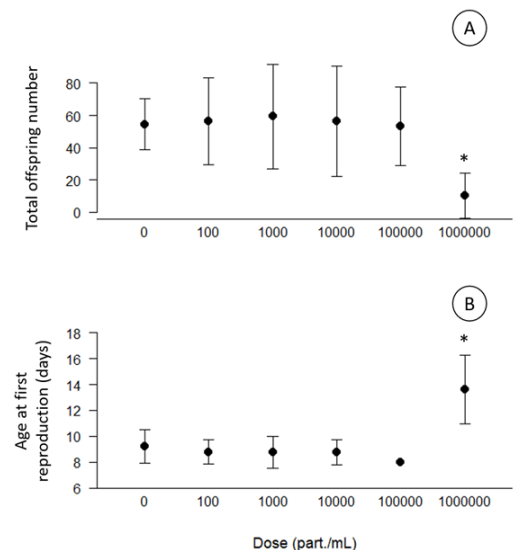 A
Total offspring number
80
60
40
20
0
*
0 100 1000 10000 100000 1000000
B
Age at first
reproduction (days)
18
16
14
12
10
8
6
*
0 100 1000 10000 100000 1000000
Dose (part./mL)